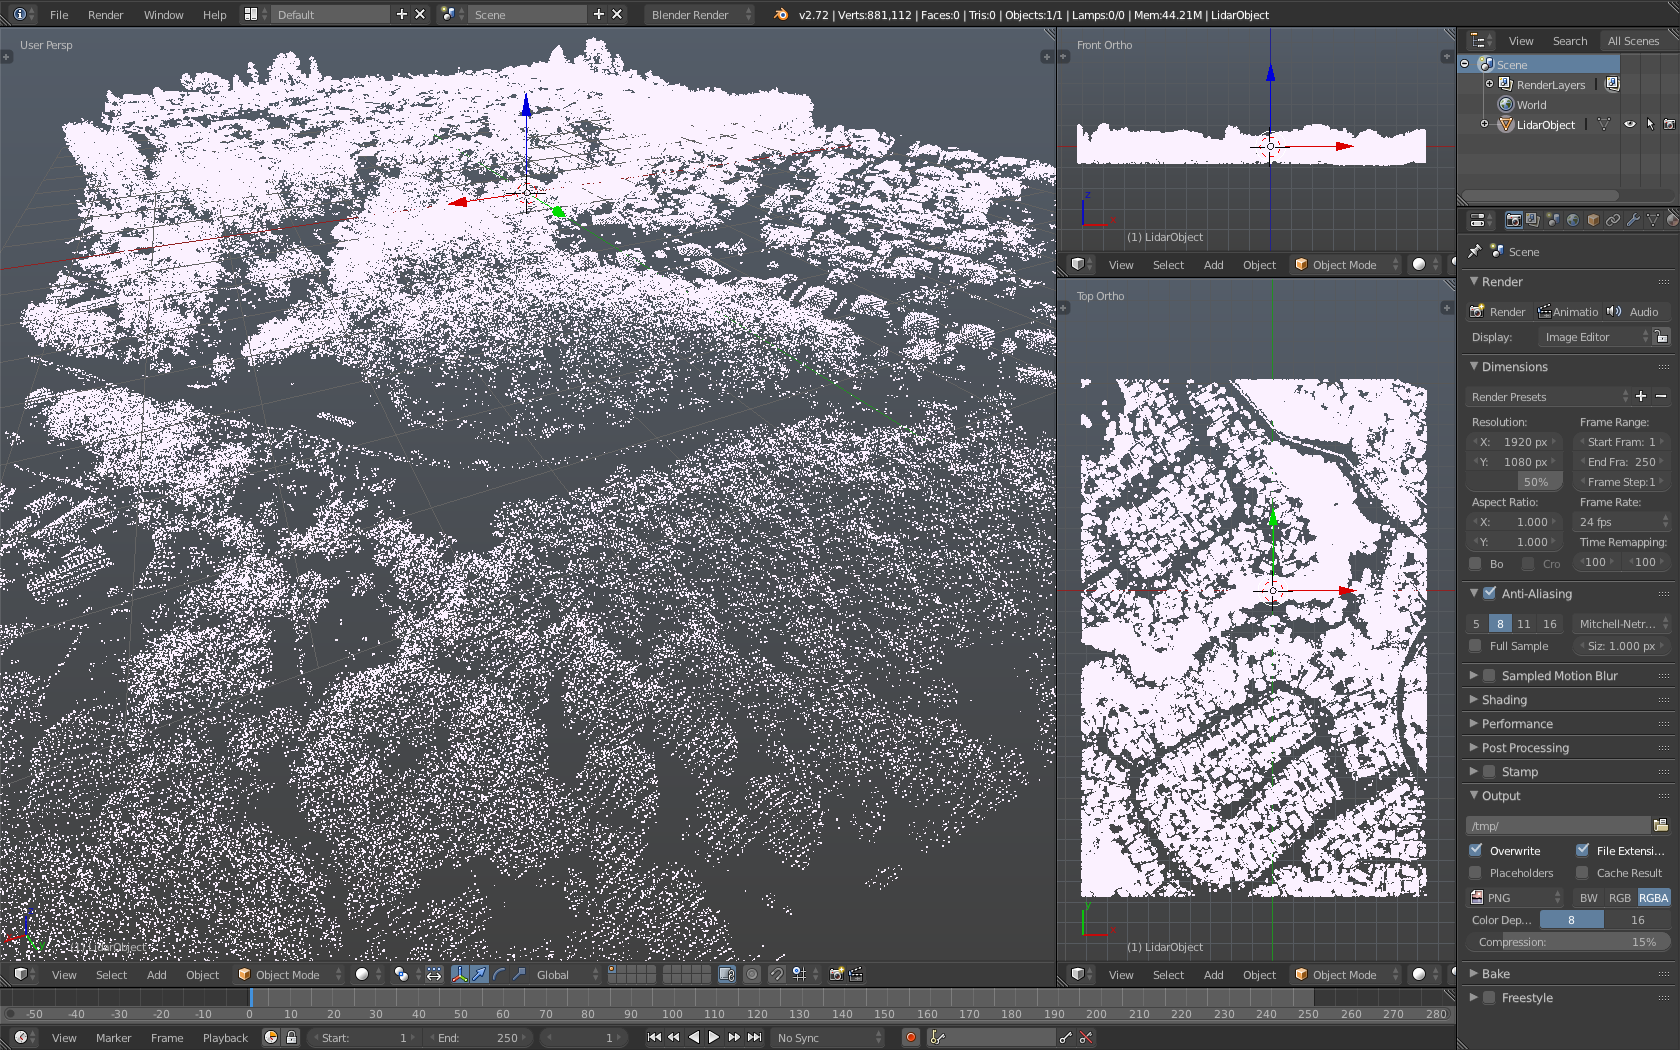 File Render Window Help Default Scene Blender Render v2.72 | Verts:881,112 | Faces:0 | Tris:0 | Objects:1/1 | Lamps:0/0 | Mem:44.21M | LidarObject
User Persp
Front Ortho
z
x
(1) LidarObject
View Select Add Object Object Mode
Top Ortho
y
(1) LidarObject
View Select Add Object Object Mode
(1) LidarObject
View Select Add Object Object Mode Global
View Search All Scenes
Scene
RenderLayers |
World
LidarObject |
Scene
Render
Render Animatio Audio
Display: Image Editor
Dimensions
Render Presets
Resolution: Frame Range:
X: 1920 px Start Fram: 1
Y: 1080 px End Fra: 250
50% Frame Step:1
Aspect Ratio: Frame Rate:
X: 1.000 24 fps
Y: 1.000 Time Remapping:
Bo Cro 100 100
Anti-Aliasing
5 8 11 16 Mitchell-Netr...
Full Sample Siz: 1.000 px
Sampled Motion Blur
Shading
Performance
Post Processing
Stamp
Output
/tmp/
Overwrite File Extensi...
Placeholders Cache Result
PNG BW RGB RGBA
Color Dep... 8 16
Compression: 15%
Bake
Freestyle
-50 -40 -30 -20 -10 0 10 20 30 40 50 60 70 80 90 100 110 120 130 140 150 160 170 180 190 200 210 220 230 240 250 260 270 280
View Marker Frame Playback Start: 1 End: 250 1 No Sync